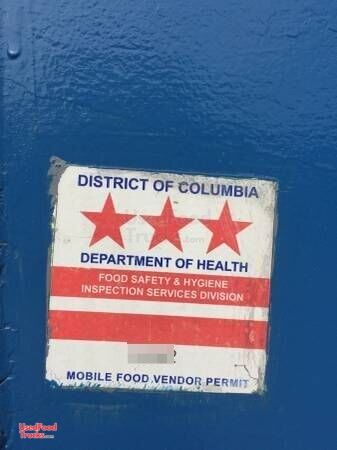 DISTRICT OF COLUMBIA
DEPARTMENT OF HEALTH
FOOD SAFETY & HYGIENE
INSPECTION SERVICES DIVISION
MOBILE FOOD VENDOR PERMIT
UsedFood
Trucks.com